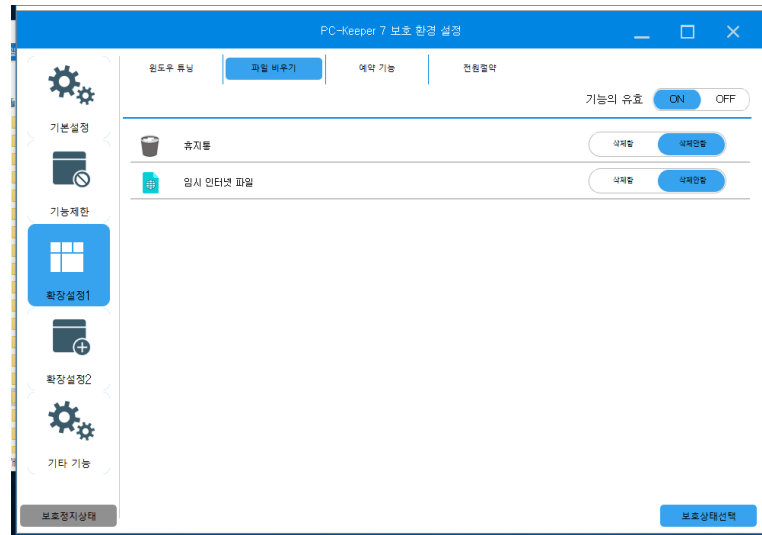 PC-Keeper 7 보호 환경 설정
윈도우 튜닝 파일 비우기 예약 기능 전원절약
기능의 유효 ON OFF
기본설정
휴지통 삭제함 삭제안함
임시 인터넷 파일 삭제함 삭제안함
기능제한
확장설정1
확장설정2
기타 기능
보호정지상태 보호상태선택